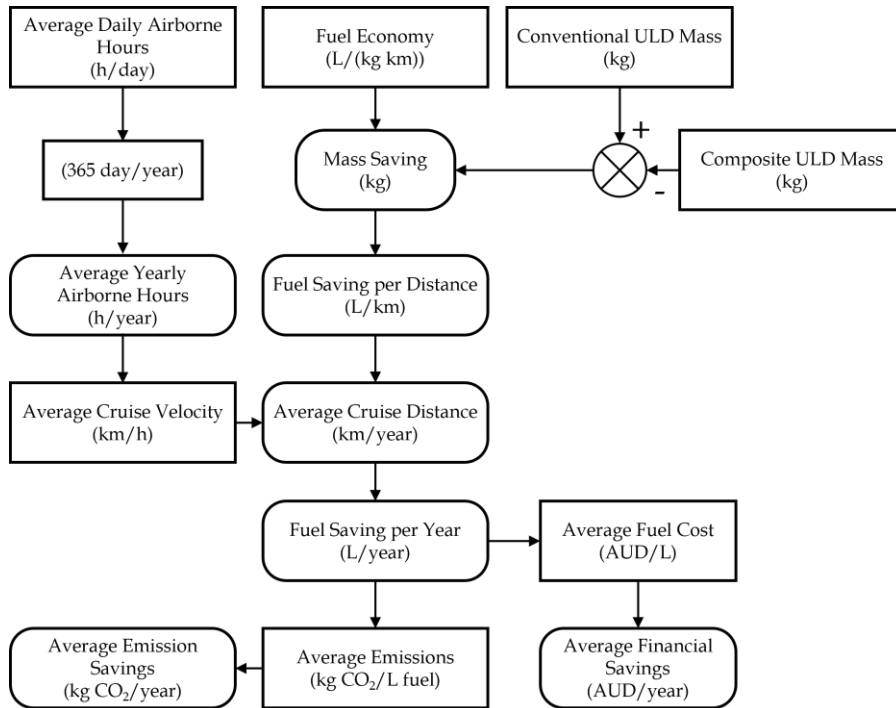 Average Daily Airborne
Hours
(h/day)
Fuel Economy
(L/(kg km))
Conventional ULD Mass
(kg)
+
(365 day/year)
Mass Saving
(kg)
-
Composite ULD Mass
(kg)
Average Yearly
Airborne Hours
(h/year)
Fuel Saving per Distance
(L/km)
Average Cruise Velocity
(km/h)
Average Cruise Distance
(km/year)
Fuel Saving per Year
(L/year)
Average Fuel Cost
(AUD/L)
Average Emission
Savings
(kg CO₂/year)
Average Emissions
(kg CO₂/L fuel)
Average Financial
Savings
(AUD/year)